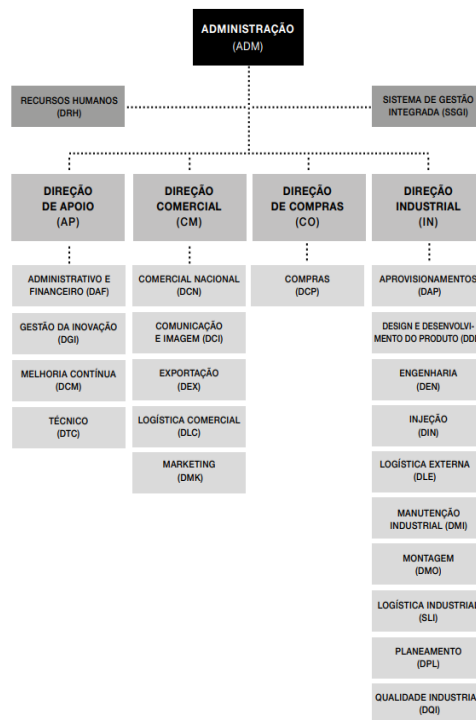 ADMINISTRAÇÃO
(ADM)
RECURSOS HUMANOS
(DRH)
SISTEMA DE GESTÃO
INTEGRADA (SSGI)
DIREÇÃO
DE APOIO
(AP)
DIREÇÃO
COMERCIAL
(CM)
DIREÇÃO
DE COMPRAS
(CO)
DIREÇÃO
INDUSTRIAL
(IN)
ADMINISTRATIVO E
FINANCEIRO (DAF)
GESTÃO DA INOVAÇÃO
(DGI)
MELHORIA CONTÍNUA
(DCM)
TÉCNICO
(DTC)
COMERCIAL NACIONAL
(DCN)
COMUNICAÇÃO
E IMAGEM (DCI)
EXPORTAÇÃO
(DEX)
LOGÍSTICA COMERCIAL
(DLC)
MARKETING
(DMK)
COMPRAS
(DCP)
APROVISIONAMENTOS
(DAP)
DESIGN E DESENVOLVI-
MENTO DO PRODUTO
ENGENHARIA
(DEN)
INJEÇÃO
(DIN)
LOGÍSTICA EXTERNA
(DLE)
MANUTENÇÃO
INDUSTRIAL (DMI)
MONTAGEM
(DMO)
LOGÍSTICA INDUSTRIAL
(SLI)
PLANEAMENTO
(DPL)
QUALIDADE INDUSTRIAL
(DQI)